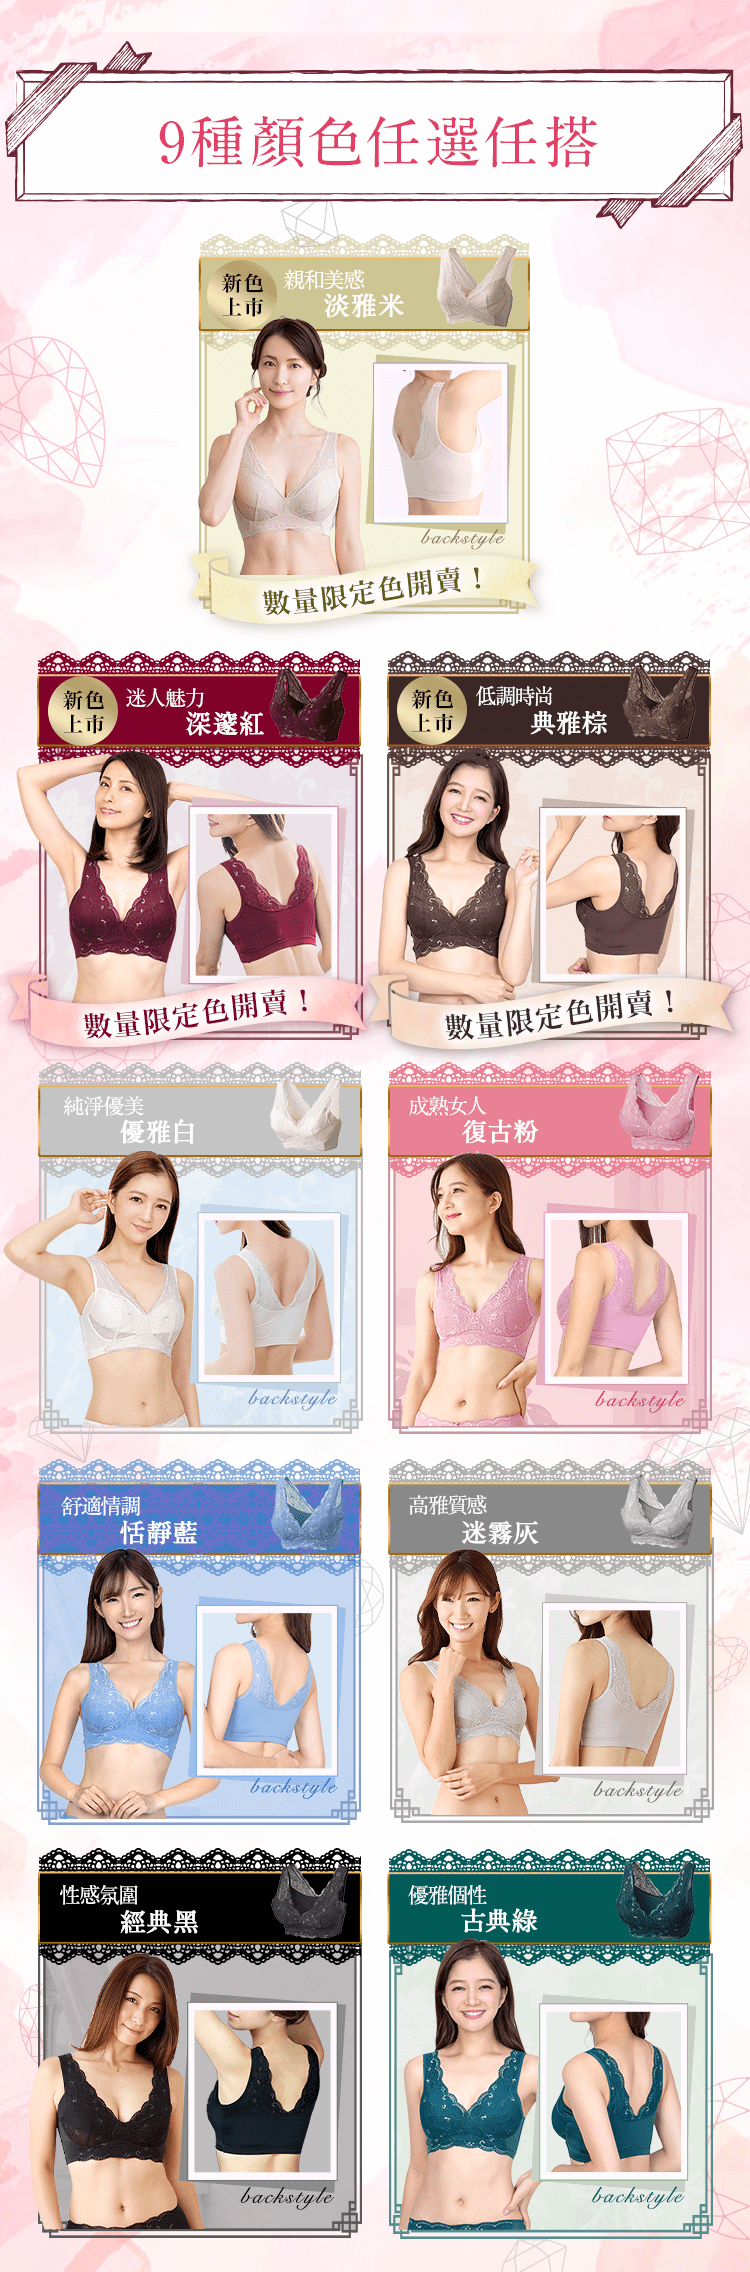 9種顏色任選任搭
新色
上市
親和美感
淡雅米
backstyle
數量限定色開賣！
新色
上市
迷人魅力
深邃紅
數量限定色開賣！
新色
上市
低調時尚
典雅棕
數量限定色開賣！
純淨優美
優雅白
backstyle
成熟女人
復古粉
backstyle
舒適情調
恬靜藍
backstyle
高雅質感
迷霧灰
backstyle
性感氛圍
經典黑
backstyle
優雅個性
古典綠
backstyle